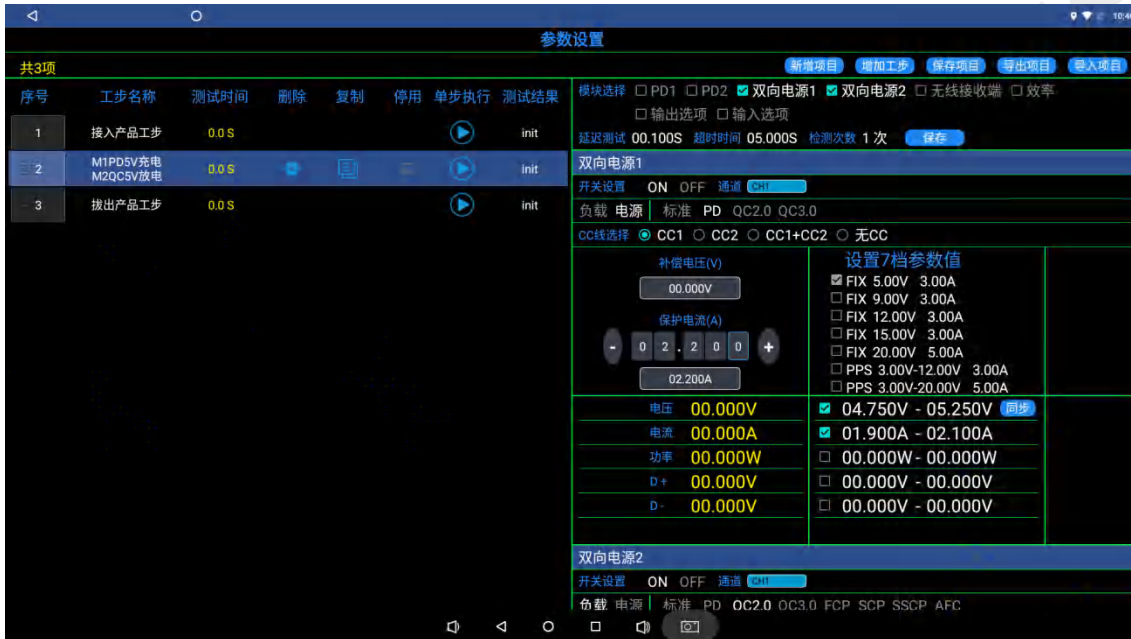 10:4
参数设置
共3项
新增项目 增加工步 保存项目 导出项目 导入项目
序号 工步名称 测试时间 删除 复制 停用 单步执行 测试结果
1 接入产品工步 0.0 S init
2 M1PD5V充电 M2QC5V放电 0.0 S init
3 拔出产品工步 0.0 S init
模块选择 PD1 PD2 双向电源1 双向电源2 无线接收端 效率
输出选项 输入选项
延迟测试 00.100S 超时时间 05.000S 检测次数 1 次 保存
双向电源1
开关设置 ON OFF 通道 CH1
负载 电源 标准 PD QC2.0 QC3.0
CC线选择 CC1 CC2 CC1+CC2 无CC
补偿电压(V)
00.000V
保护电流(A)
- 0 2 . 2 0 0 +
02.200A
设置7档参数值
FIX 5.00V 3.00A
FIX 9.00V 3.00A
FIX 12.00V 3.00A
FIX 15.00V 3.00A
FIX 20.00V 5.00A
PPS 3.00V-12.00V 3.00A
PPS 3.00V-20.00V 5.00A
电压 00.000V 04.750V - 05.250V 同步
电流 00.000A 01.900A - 02.100A
功率 00.000W 00.000W - 00.000W
D+ 00.000V 00.000V - 00.000V
D- 00.000V 00.000V - 00.000V
双向电源2
开关设置 ON OFF 通道 CH1
负载 电源 标准 PD QC2.0 QC3.0 FCP SCP SSCP AFC